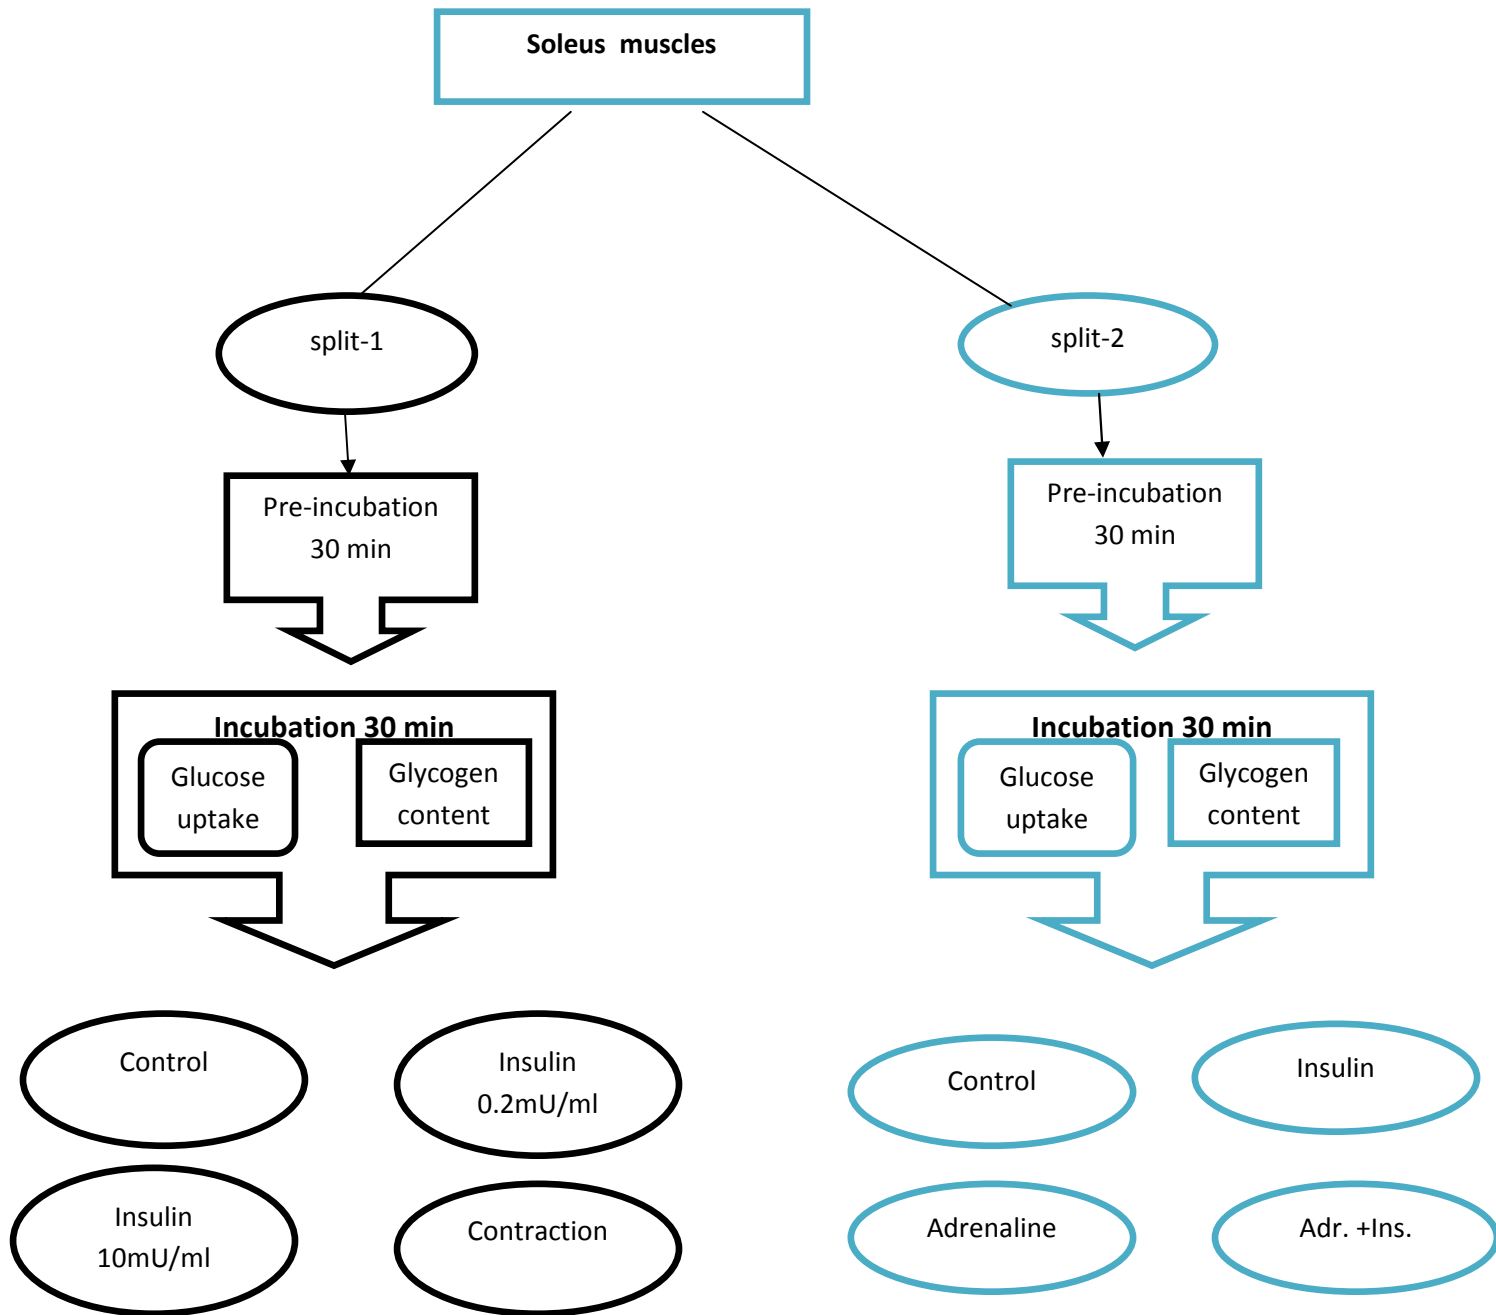 Soleus  muscles
split-1
split-2
Pre-incubation
30 min
Pre-incubation
30 min
Incubation 30 min
Glucose
uptake
Glycogen
content
Incubation 30 min
Glucose
uptake
Glycogen
content
Control
Insulin
0.2mU/ml
Insulin
10mU/ml
Contraction
Control
Insulin
Adrenaline
Adr. +Ins.